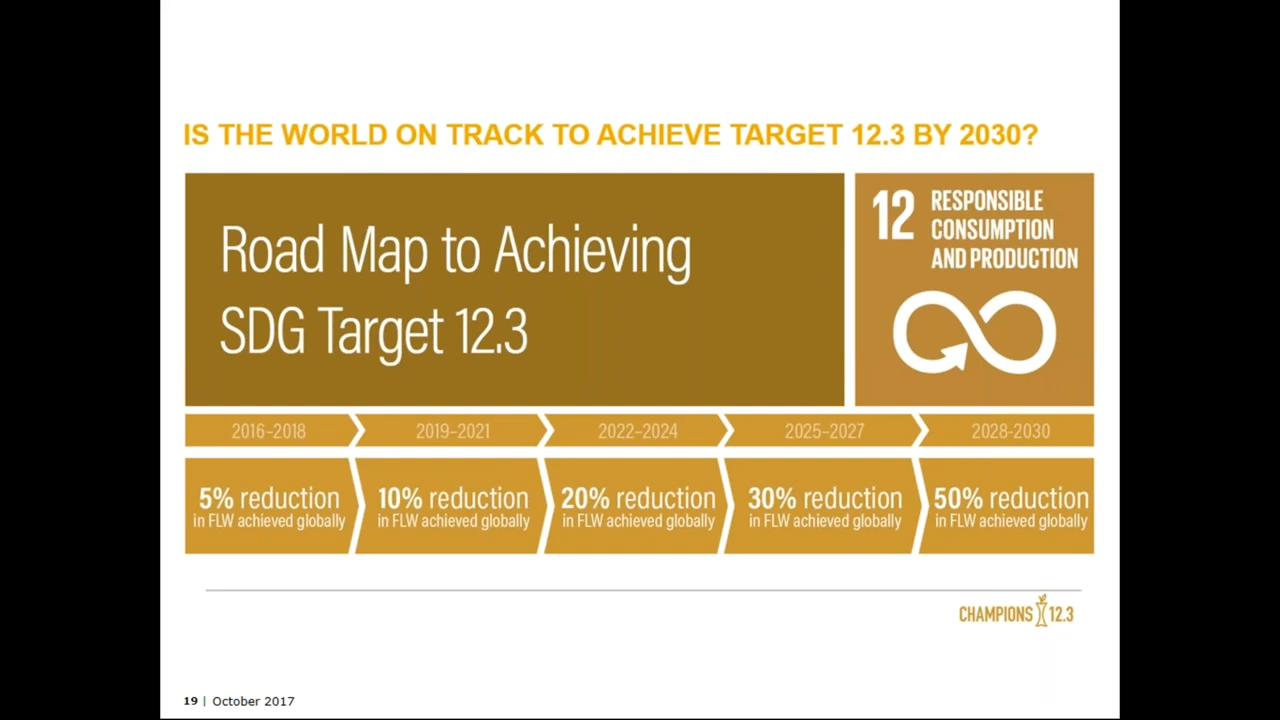 IS THE WORLD ON TRACK TO ACHIEVE TARGET 12.3 BY 2030?
Road Map to Achieving
SDG Target 12.3
12 RESPONSIBLE
CONSUMPTION
AND PRODUCTION
2016–2018
2019–2021
2022–2024
2025–2027
2028-2030
5% reduction
in FLW achieved globally
10% reduction
in FLW achieved globally
20% reduction
in FLW achieved globally
30% reduction
in FLW achieved globally
50% reduction
in FLW achieved globally
CHAMPIONS 12.3
19 | October 2017